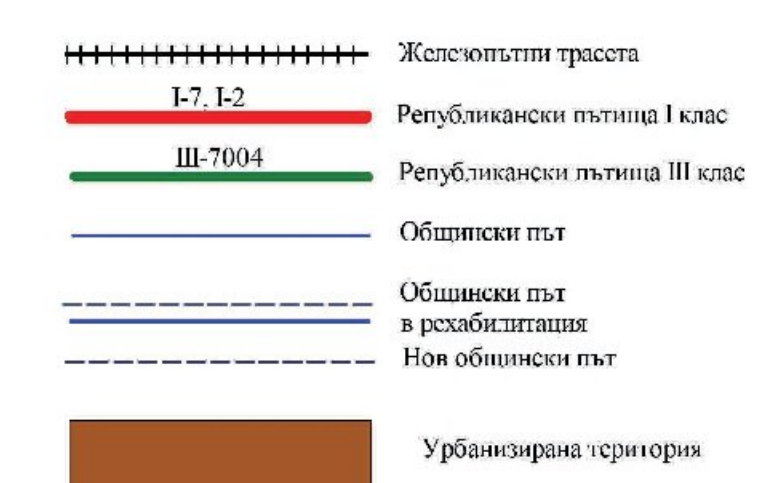 Железопътни трасета
I-7, I-2
Републикански пътища I клас
III-7004
Републикански пътища III клас
Общински път
Общински път
в рехабилитация
Нов общински път
Урбанизирана територия